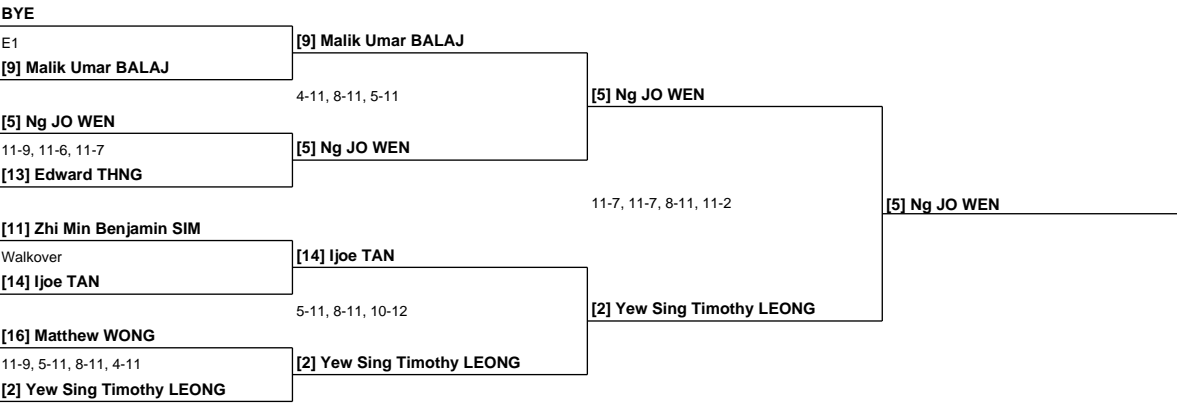 BYE
E1
[9] Malik Umar BALAJ
[9] Malik Umar BALAJ
4-11, 8-11, 5-11
[5] Ng JO WEN
[5] Ng JO WEN
11-9, 11-6, 11-7
[5] Ng JO WEN
[13] Edward THNG
11-7, 11-7, 8-11, 11-2
[5] Ng JO WEN
[11] Zhi Min Benjamin SIM
Walkover
[14] Ijoe TAN
[14] Ijoe TAN
5-11, 8-11, 10-12
[2] Yew Sing Timothy LEONG
[16] Matthew WONG
11-9, 5-11, 8-11, 4-11
[2] Yew Sing Timothy LEONG
[2] Yew Sing Timothy LEONG